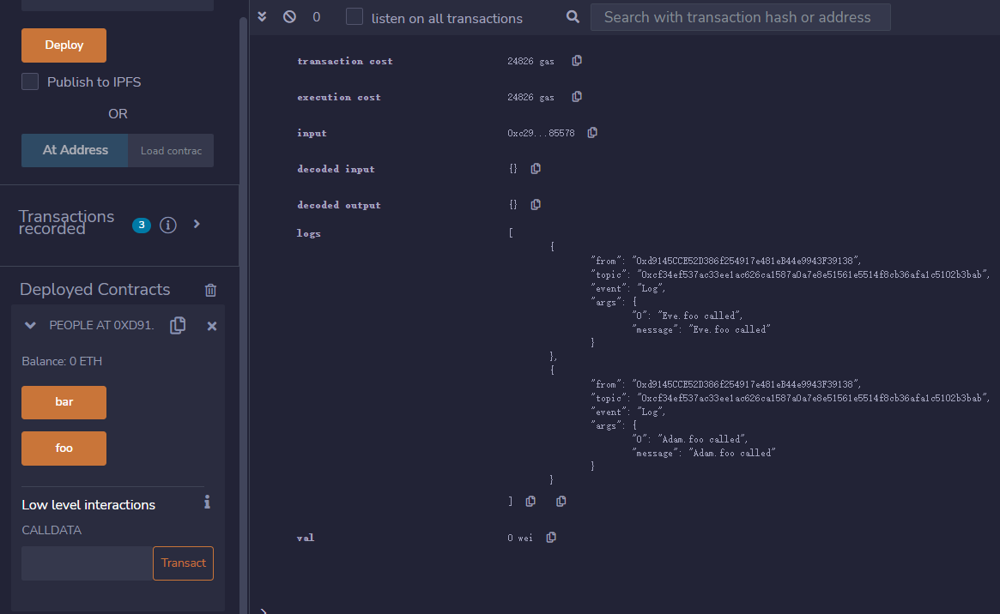 Deploy
Publish to IPFS
OR
At Address Load contrac
Transactions
recorded 3
Deployed Contracts
PEOPLE AT 0XD91.
Balance: 0 ETH
bar
foo
Low level interactions
CALLDATA
Transact
0 listen on all transactions Search with transaction hash or address
transaction cost 24826 gas
execution cost 24826 gas
input 0xc29...85578
decoded input {}
decoded output {}
logs [
{
"from": "0xd9145CCE52D386f254917e481eB44e9943F39138",
"topic": "0xcf34ef537ac33ee1ac626ca1587a0a7e8e51561e5514f8cb36afa1c5102b3bab",
"event": "Log",
"args": {
"0": "Eve.foo called",
"message": "Eve.foo called"
}
},
{
"from": "0xd9145CCE52D386f254917e481eB44e9943F39138",
"topic": "0xcf34ef537ac33ee1ac626ca1587a0a7e8e51561e5514f8cb36afa1c5102b3bab",
"event": "Log",
"args": {
"0": "Adam.foo called",
"message": "Adam.foo called"
}
}
]
val 0 wei
>